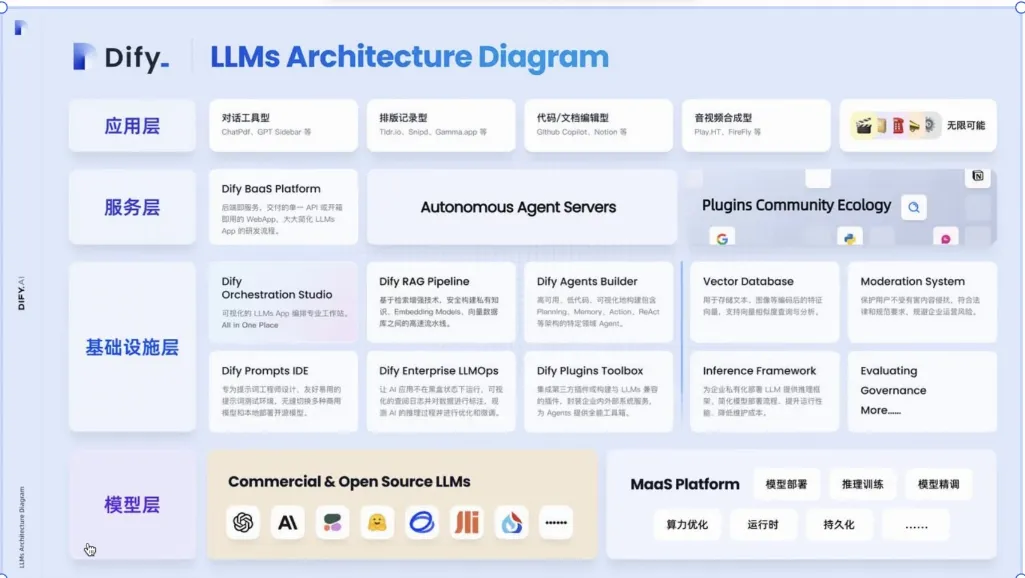 Dify.
LLMs Architecture Diagram
应用层
对话工具型
ChatPdf、GPT Sidebar 等
排版记录型
Tldr.io、Snipd、Gamma.app 等
代码/文档编辑型
Github Copilot、Notion 等
音视频合成型
Play.HT、FireFly 等
无限可能
服务层
Dify BaaS Platform
后端即服务，交付的单一 API 或开箱
即用的 WebApp，大大简化 LLMs
App 的研发流程。
Autonomous Agent Servers
Plugins Community Ecology
基础设施层
Dify
Orchestration Studio
可视化的 LLMs App 编排专业工作站。
All in One Place
Dify RAG Pipeline
基于检索增强技术，安全构建私有知
识、Embedding Models、向量数据
库之间的高速流水线。
Dify Agents Builder
高可用、低代码、可视化地构建包含
Planning、Memory、Action、ReAct
等架构的特定领域 Agent。
Vector Database
用于存储文本、图像等编码后的特征
向量，支持向量相似度查询与分析。
Moderation System
保护用户不受有害内容侵扰，符合法
律和规范要求，规避企业运营风险。
Dify Prompts IDE
专为提示词工程师设计，友好易用的
提示词测试环境，无缝切换多种商用
模型和本地部署开源模型。
Dify Enterprise LLMOps
让 AI 应用不在黑盒状态下运行，可视
化的查阅日志并对数据进行标注，观
测 AI 的推理过程并进行优化和微调。
Dify Plugins Toolbox
集成第三方插件或构建与 LLMs 兼容
的插件，封装企业内外部系统服务，
为 Agents 提供全能工具箱。
Inference Framework
为企业私有化部署 LLM 提供推理框
架，简化模型部署流程，提升运行性
能、降低维护成本。
Evaluating
Governance
More......
模型层
Commercial & Open Source LLMs
......
MaaS Platform
模型部署
推理训练
模型精调
算力优化
运行时
持久化
......
DIFY.AI
LLMs Architecture Diagram